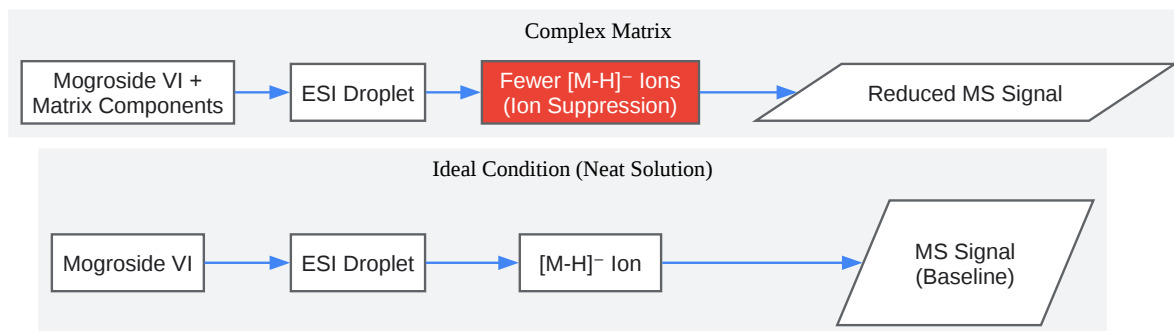 Complex Matrix
Mogroside VI +
Matrix Components
ESI Droplet
Fewer [M-H]⁻ Ions
(Ion Suppression)
Reduced MS Signal
Ideal Condition (Neat Solution)
Mogroside VI
ESI Droplet
[M-H]⁻ Ion
MS Signal
(Baseline)